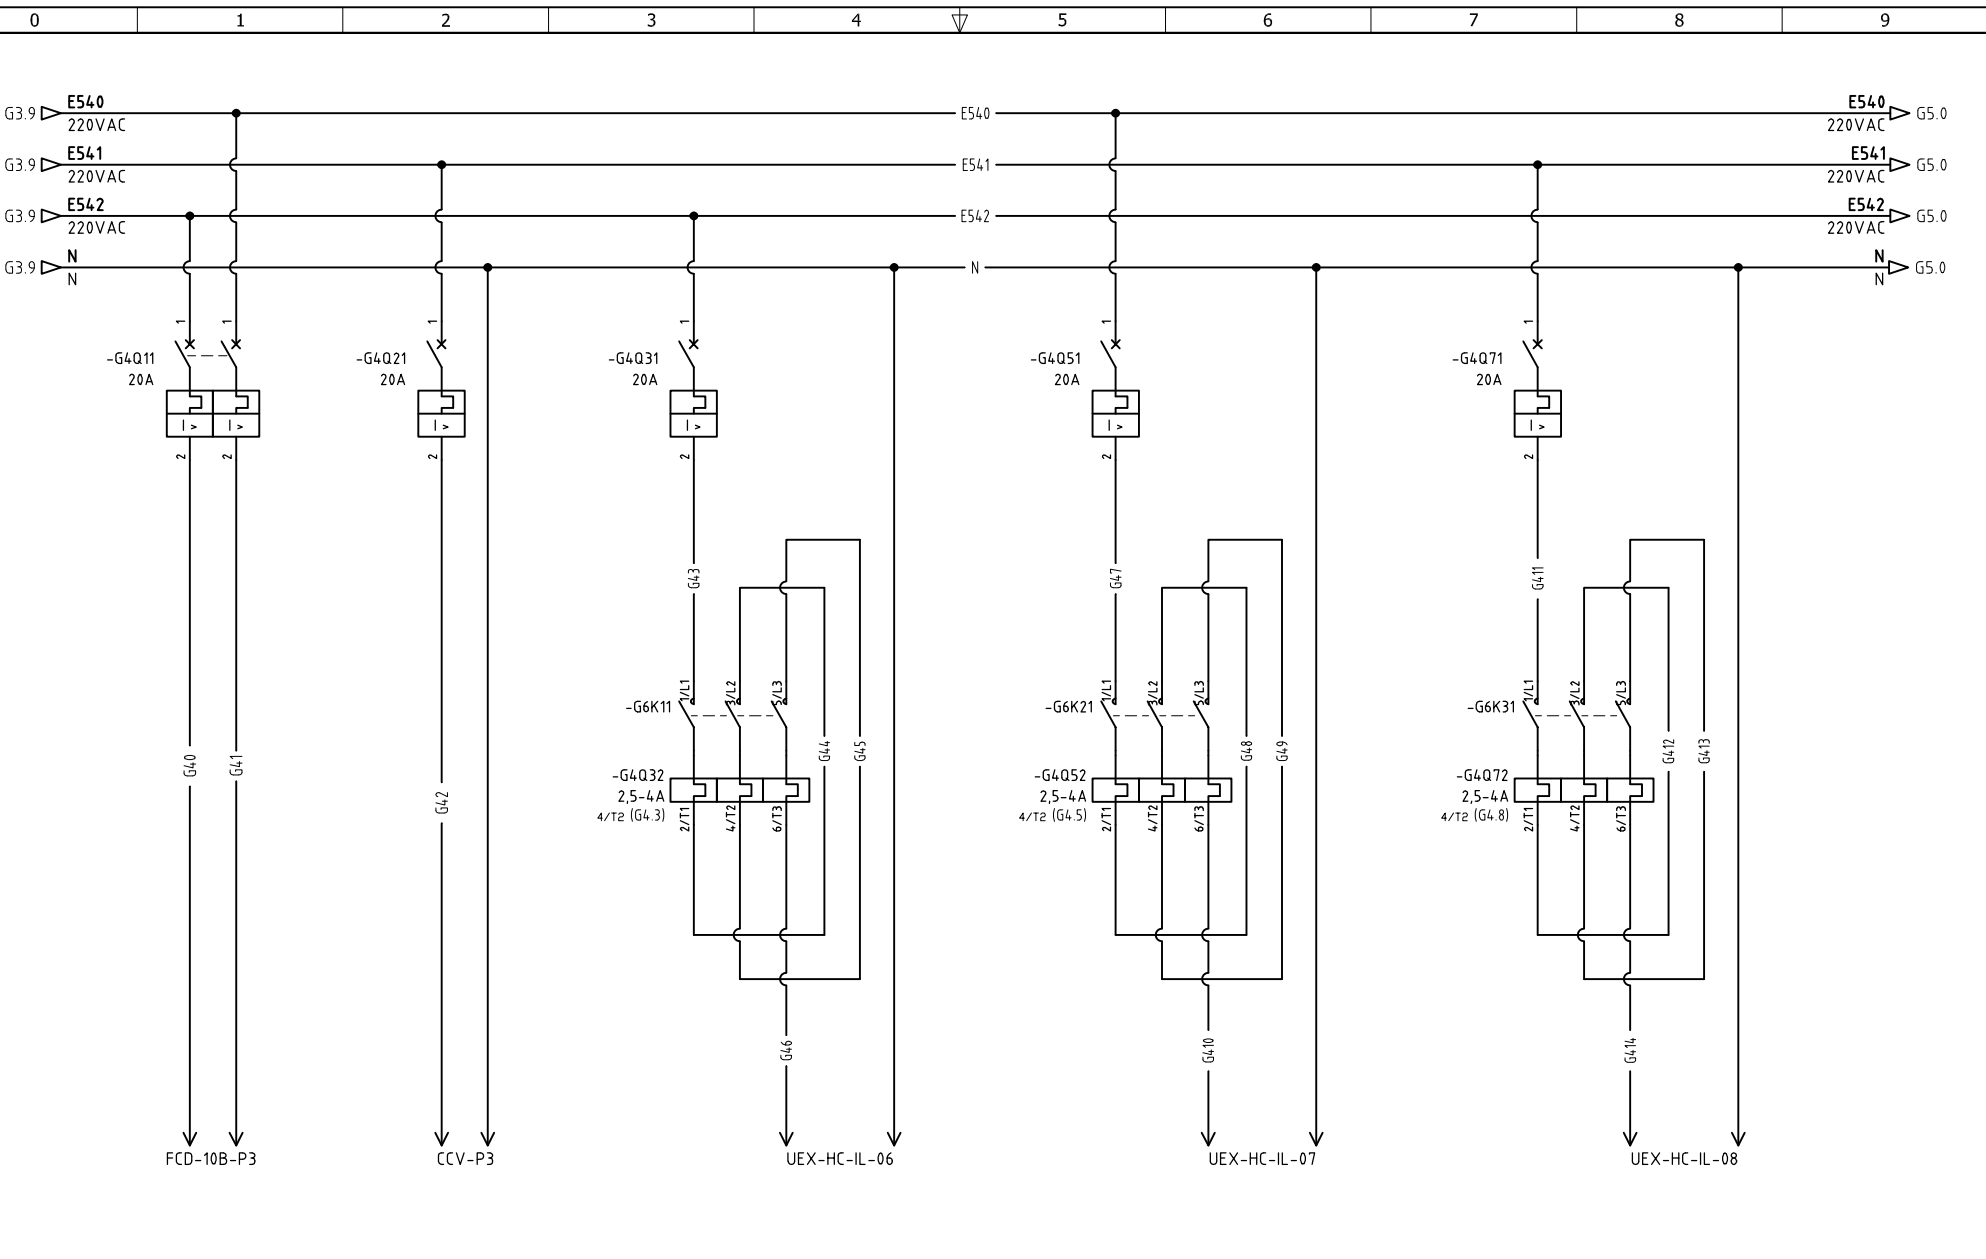 0 1 2 3 4 5 6 7 8 9
G3.9 E540 E540 E540 G5.0
220VAC 220VAC
G3.9 E541 E541 E541 G5.0
220VAC 220VAC
G3.9 E542 E542 E542 G5.0
220VAC 220VAC
G3.9 N N N G5.0
N N
1 1 1 1 1 1
-G4Q11 -G4Q21 -G4Q31 -G4Q51 -G4Q71
20A 20A 20A 20A 20A
I > I > I > I > I > I >
2 2 2 2 2 2
G43 G47 G411
1/L1 3/L2 5/L3 1/L1 3/L2 5/L3 1/L1 3/L2 5/L3
-G6K11 -G6K21 -G6K31
G40 G41 G44 G45 G48 G49 G412 G413
-G4Q32 -G4Q52 -G4Q72
2,5-4A 2,5-4A 2,5-4A
G42
4/T2 (G4.3) 2/T1 4/T2 6/T3 4/T2 (G4.5) 2/T1 4/T2 6/T3 4/T2 (G4.8) 2/T1 4/T2 6/T3
G46 G410 G414
FCD-10B-P3 CCV-P3 UEX-HC-IL-06 UEX-HC-IL-07 UEX-HC-IL-08